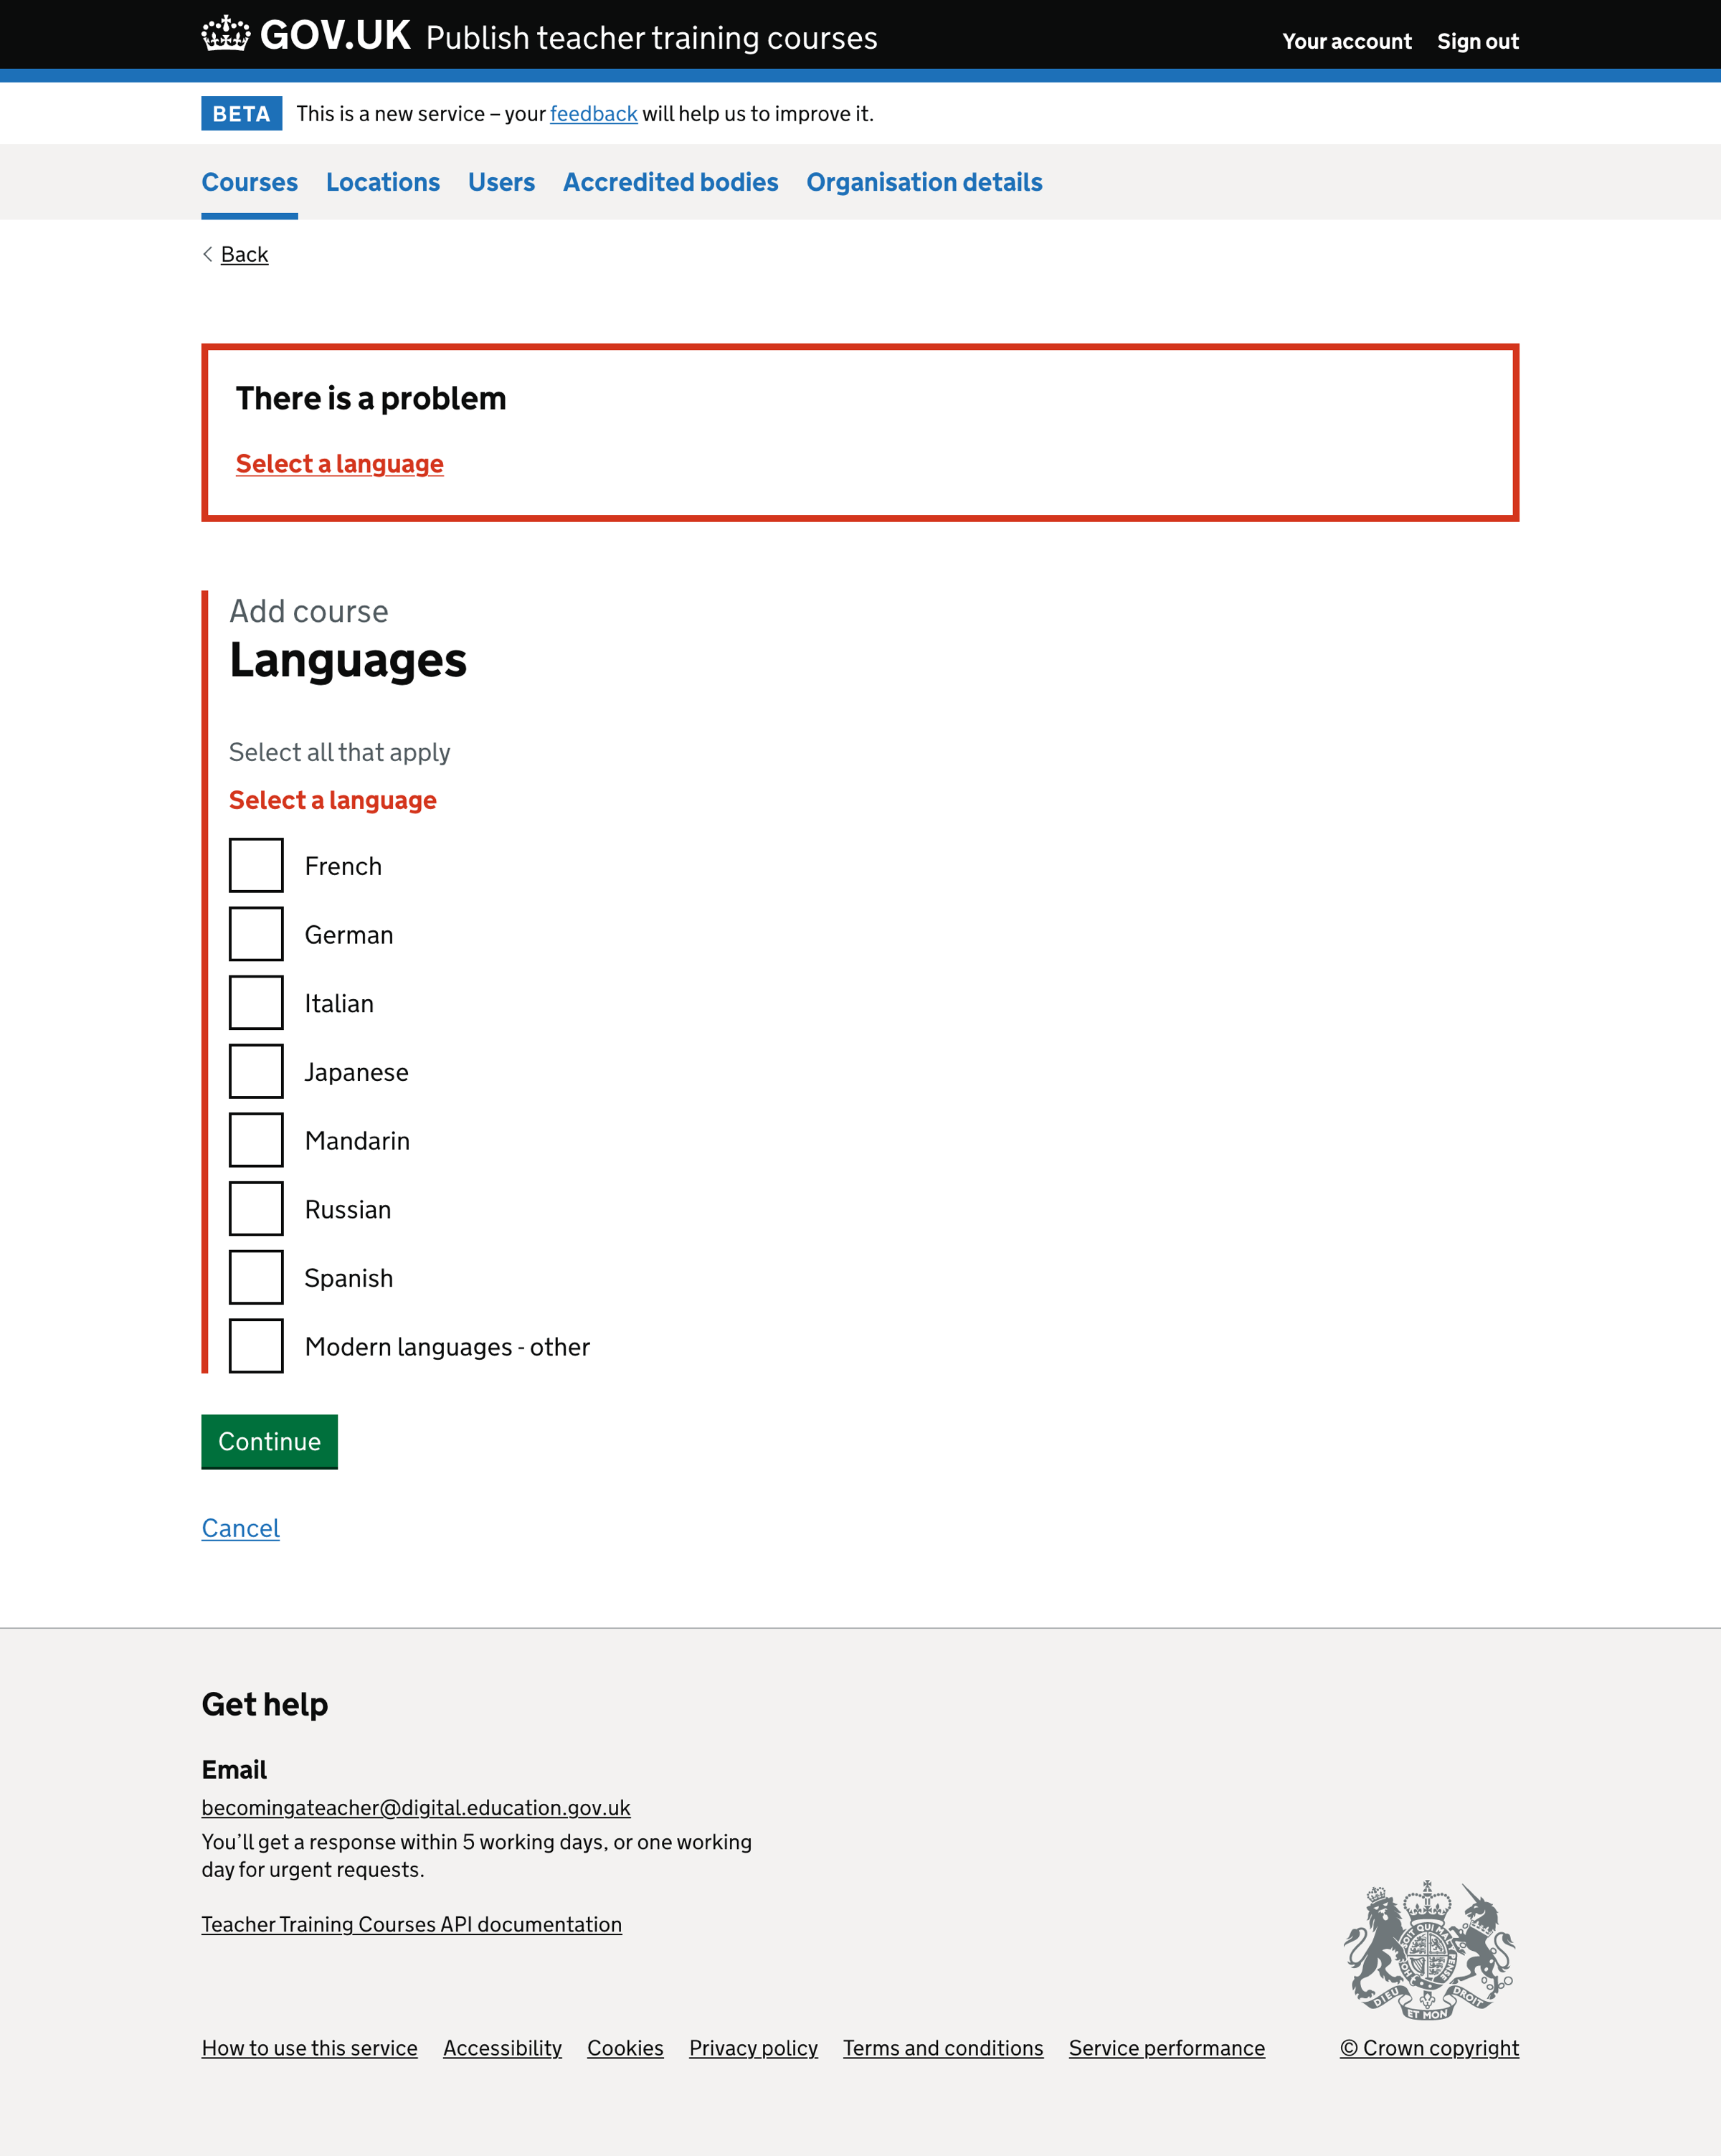 GOV.UK Publish teacher training courses Your account Sign out
BETA This is a new service – your feedback will help us to improve it.
Courses Locations Users Accredited bodies Organisation details
Back
There is a problem
Select a language
Add course
Languages
Select all that apply
Select a language
French
German
Italian
Japanese
Mandarin
Russian
Spanish
Modern languages - other
Continue
Cancel
Get help
Email
becomingateacher@digital.education.gov.uk
You’ll get a response within 5 working days, or one working
day for urgent requests.
Teacher Training Courses API documentation
DIEU ET MON DROIT
How to use this service Accessibility Cookies Privacy policy Terms and conditions Service performance © Crown copyright